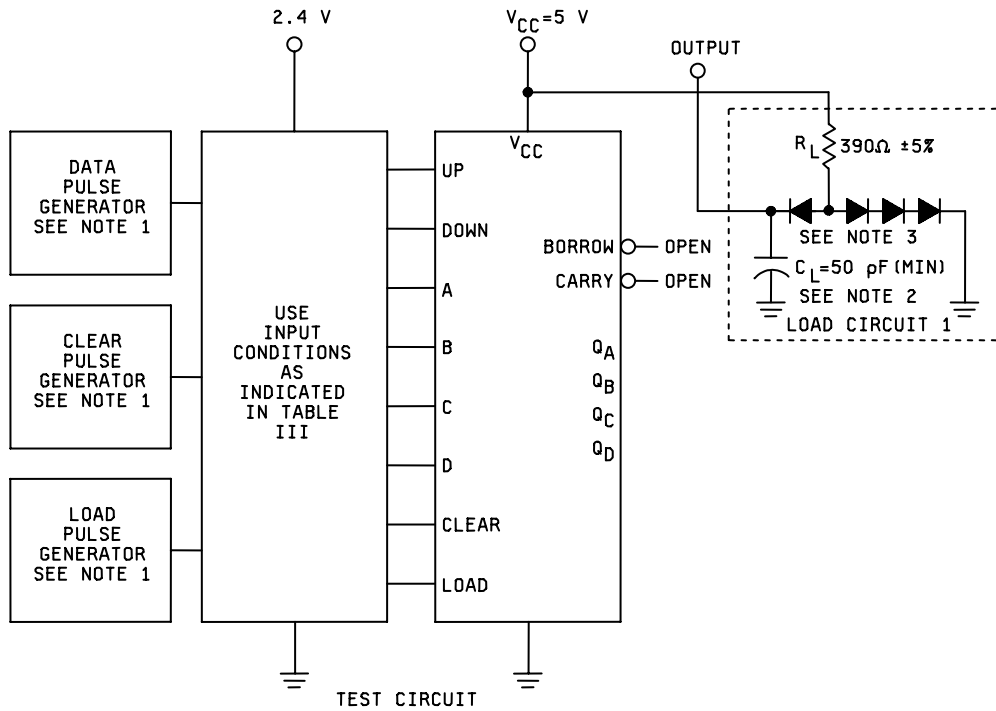 2.4 V
VCC=5 V
OUTPUT
DATA
PULSE
GENERATOR
SEE NOTE 1
CLEAR
PULSE
GENERATOR
SEE NOTE 1
LOAD
PULSE
GENERATOR
SEE NOTE 1
USE
INPUT
CONDITIONS
AS
INDICATED
IN TABLE
III
VCC
UP
DOWN
A
B
C
D
CLEAR
LOAD
BORROW
OPEN
CARRY
OPEN
QA
QB
QC
QD
RL 390Ω ±5%
SEE NOTE 3
CL=50 pF(MIN)
SEE NOTE 2
LOAD CIRCUIT 1
TEST CIRCUIT